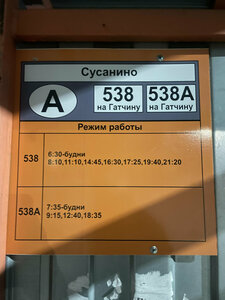 Сусанино
А
538
на Гатчину
538А
на Гатчину
Режим работы
538
6:30-будни
8:10,11:10,14:45,16:30,17:25,19:40,21:20
538А
7:35-будни
9:15,12:40,18:35